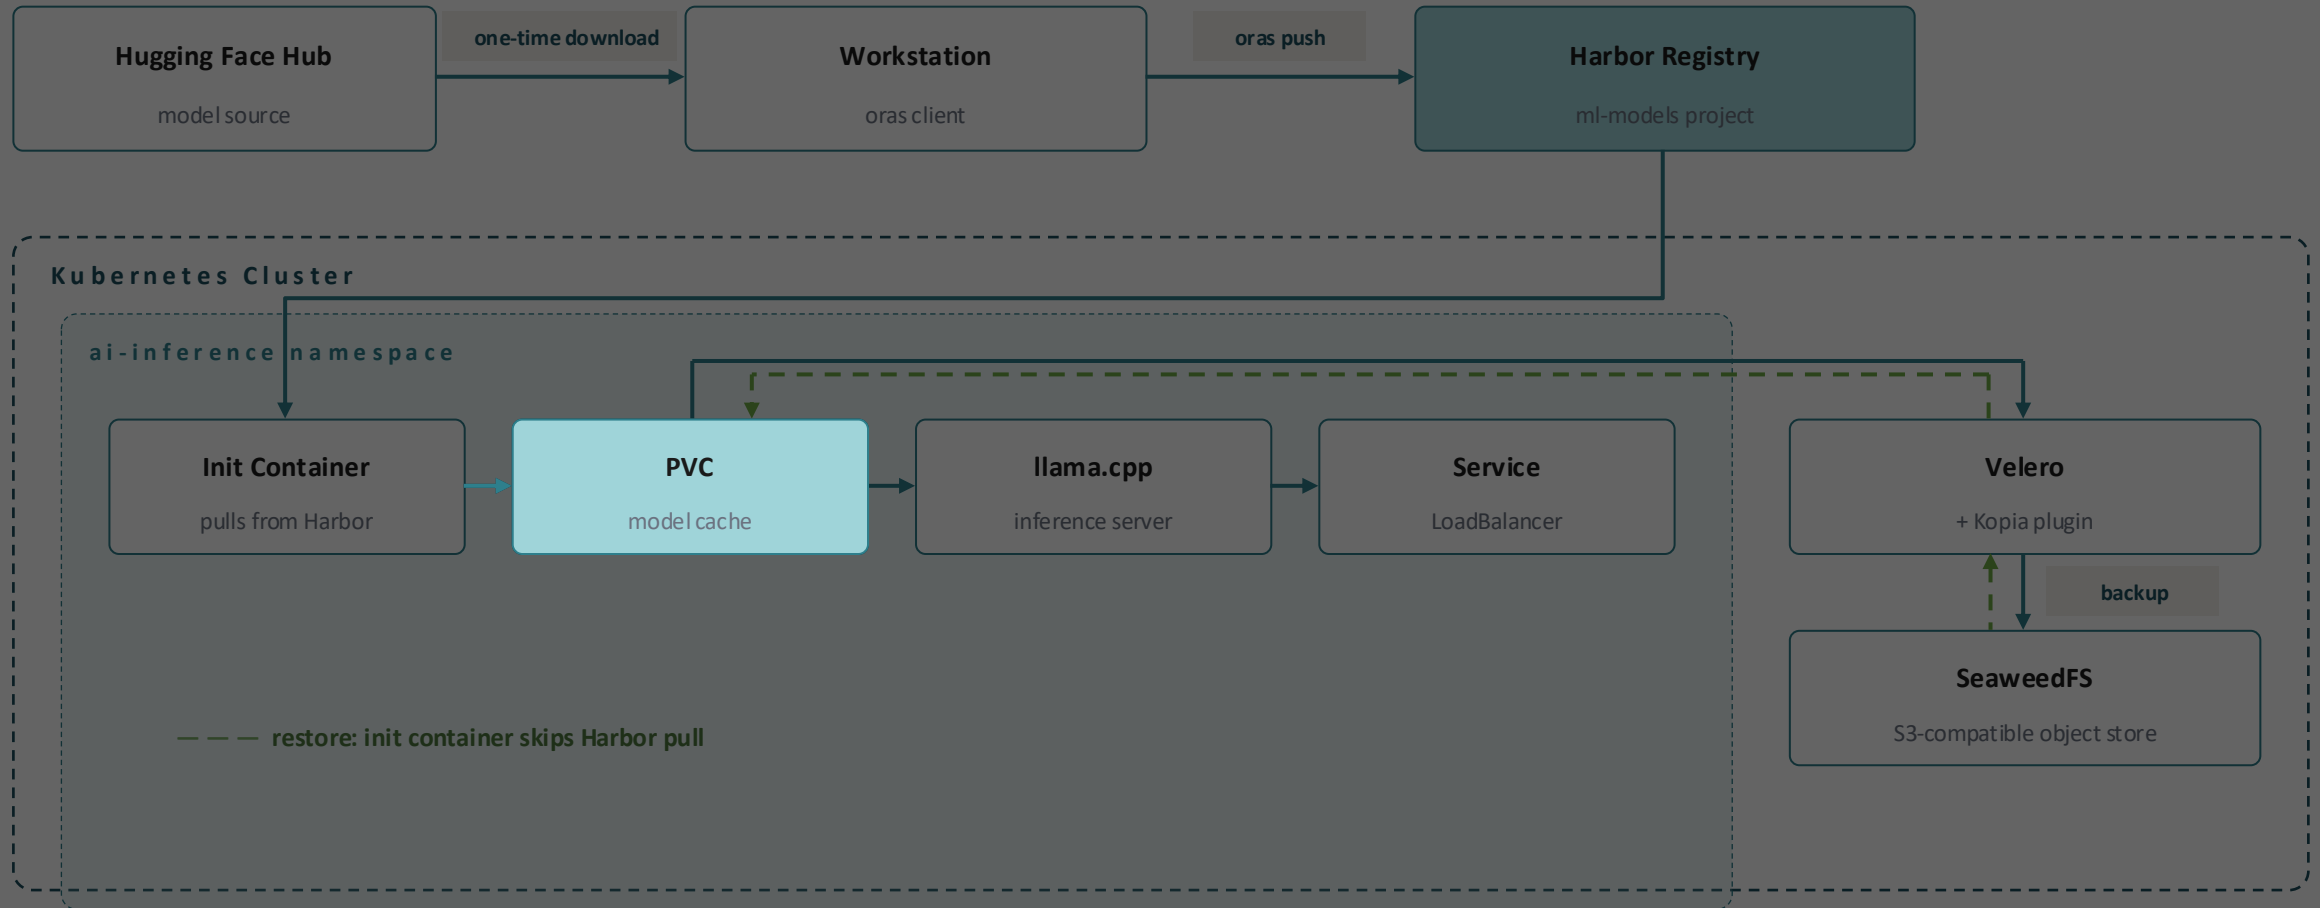 Hugging Face Hub
model source
one-time download
Workstation
oras client
oras push
Harbor Registry
ml-models project
Kubernetes Cluster
ai-inference namespace
Init Container
pulls from Harbor
PVC
model cache
llama.cpp
inference server
Service
LoadBalancer
Velero
+ Kopia plugin
backup
SeaweedFS
S3-compatible object store
restore: init container skips Harbor pull